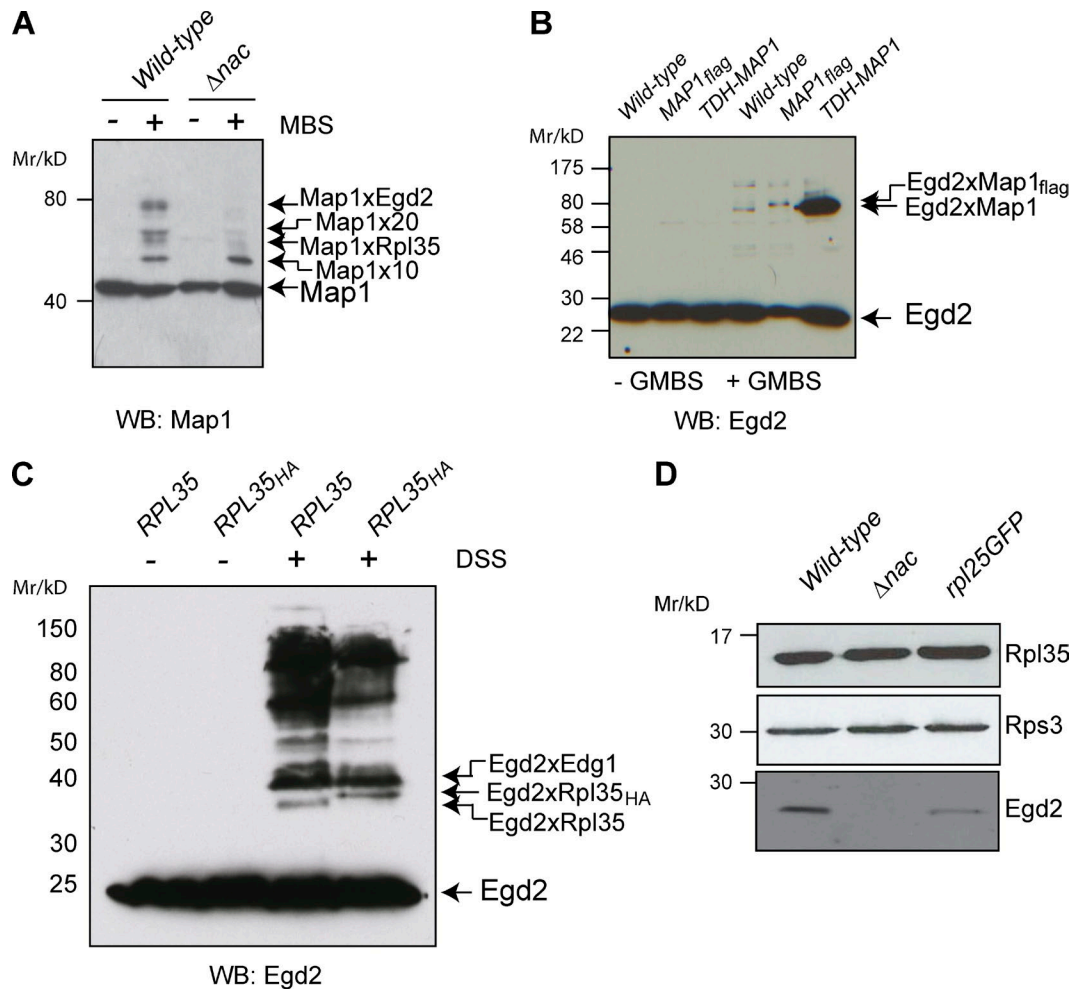 A
Wild-type Δnac
- + - + MBS
Mr/kD
80
40
Map1xEgd2
Map1x20
Map1xRpl35
Map1x10
Map1
WB: Map1
B
Wild-type MAP1flag TDH-MAP1 Wild-type MAP1flag TDH-MAP1
Mr/kD
175
80
58
46
30
22
Egd2xMap1flag
Egd2xMap1
Egd2
- GMBS + GMBS
WB: Egd2
C
RPL35 RPL35HA RPL35 RPL35HA
- - + + DSS
Mr/kD
150
80
60
50
40
30
25
Egd2xEdg1
Egd2xRpl35HA
Egd2xRpl35
Egd2
WB: Egd2
D
Wild-type Δnac rpl25GFP
Mr/kD
17
Rpl35
30
Rps3
30
Egd2